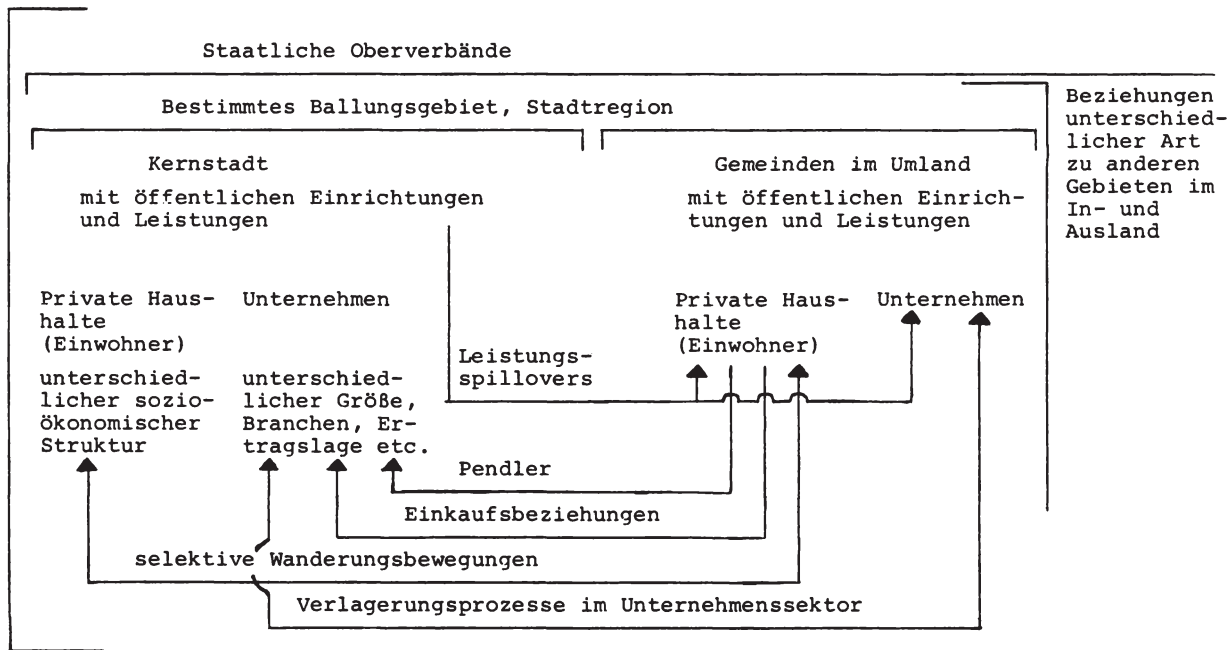 Staatliche Oberverbände
Bestimmtes Ballungsgebiet, Stadtregion
Beziehungen
unterschied-
licher Art
zu anderen
Gebieten im
In- und
Ausland
Kernstadt
mit öffentlichen Einrichtungen
und Leistungen
Gemeinden im Umland
mit öffentlichen Einrich-
tungen und Leistungen
Private Haus-
halte
(Einwohner)
unterschied-
licher sozio-
ökonomischer
Struktur
Unternehmen
unterschied-
licher Größe,
Branchen, Er-
tragslage etc.
Private Haus-
halte
(Einwohner)
Unternehmen
Leistungs-
spillovers
Pendler
Einkaufsbeziehungen
selektive Wanderungsbewegungen
Verlagerungsprozesse im Unternehmenssektor